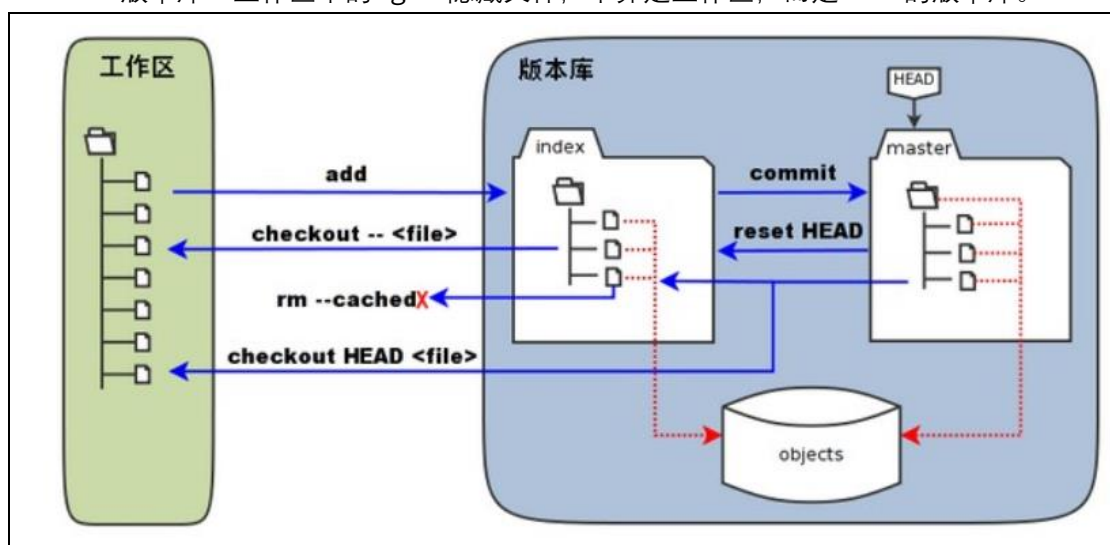 工作区
版本库
HEAD
index
master
add
commit
checkout -- <file>
reset HEAD
rm --cached X
checkout HEAD <file>
objects